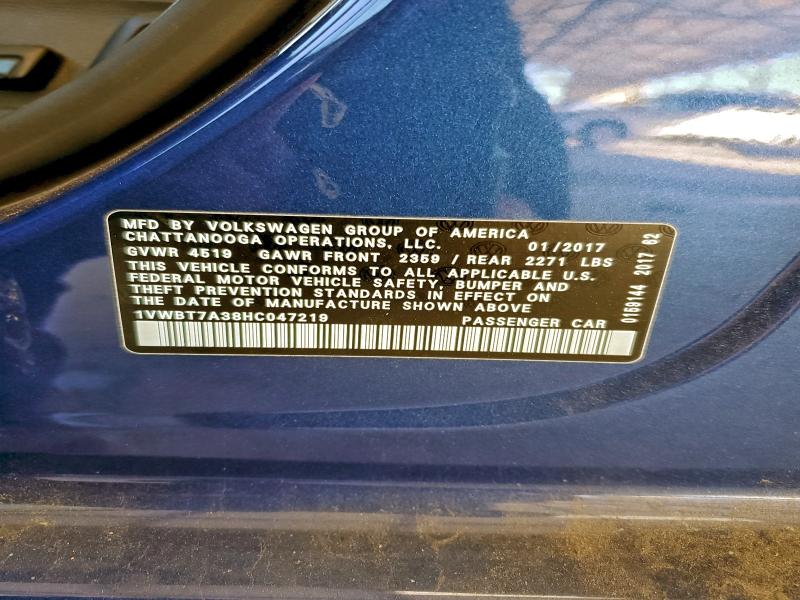 MFD BY VOLKSWAGEN GROUP OF AMERICA
CHATTANOOGA OPERATIONS, LLC. 01/2017
GVWR 4519 GAWR FRONT 2359 / REAR 2271 LBS
THIS VEHICLE CONFORMS TO ALL APPLICABLE U.S.
FEDERAL MOTOR VEHICLE SAFETY, BUMPER AND
THEFT PREVENTION STANDARDS IN EFFECT ON
THE DATE OF MANUFACTURE SHOWN ABOVE
1VWBT7A38HC047219 PASSENGER CAR
0159144 2017 62